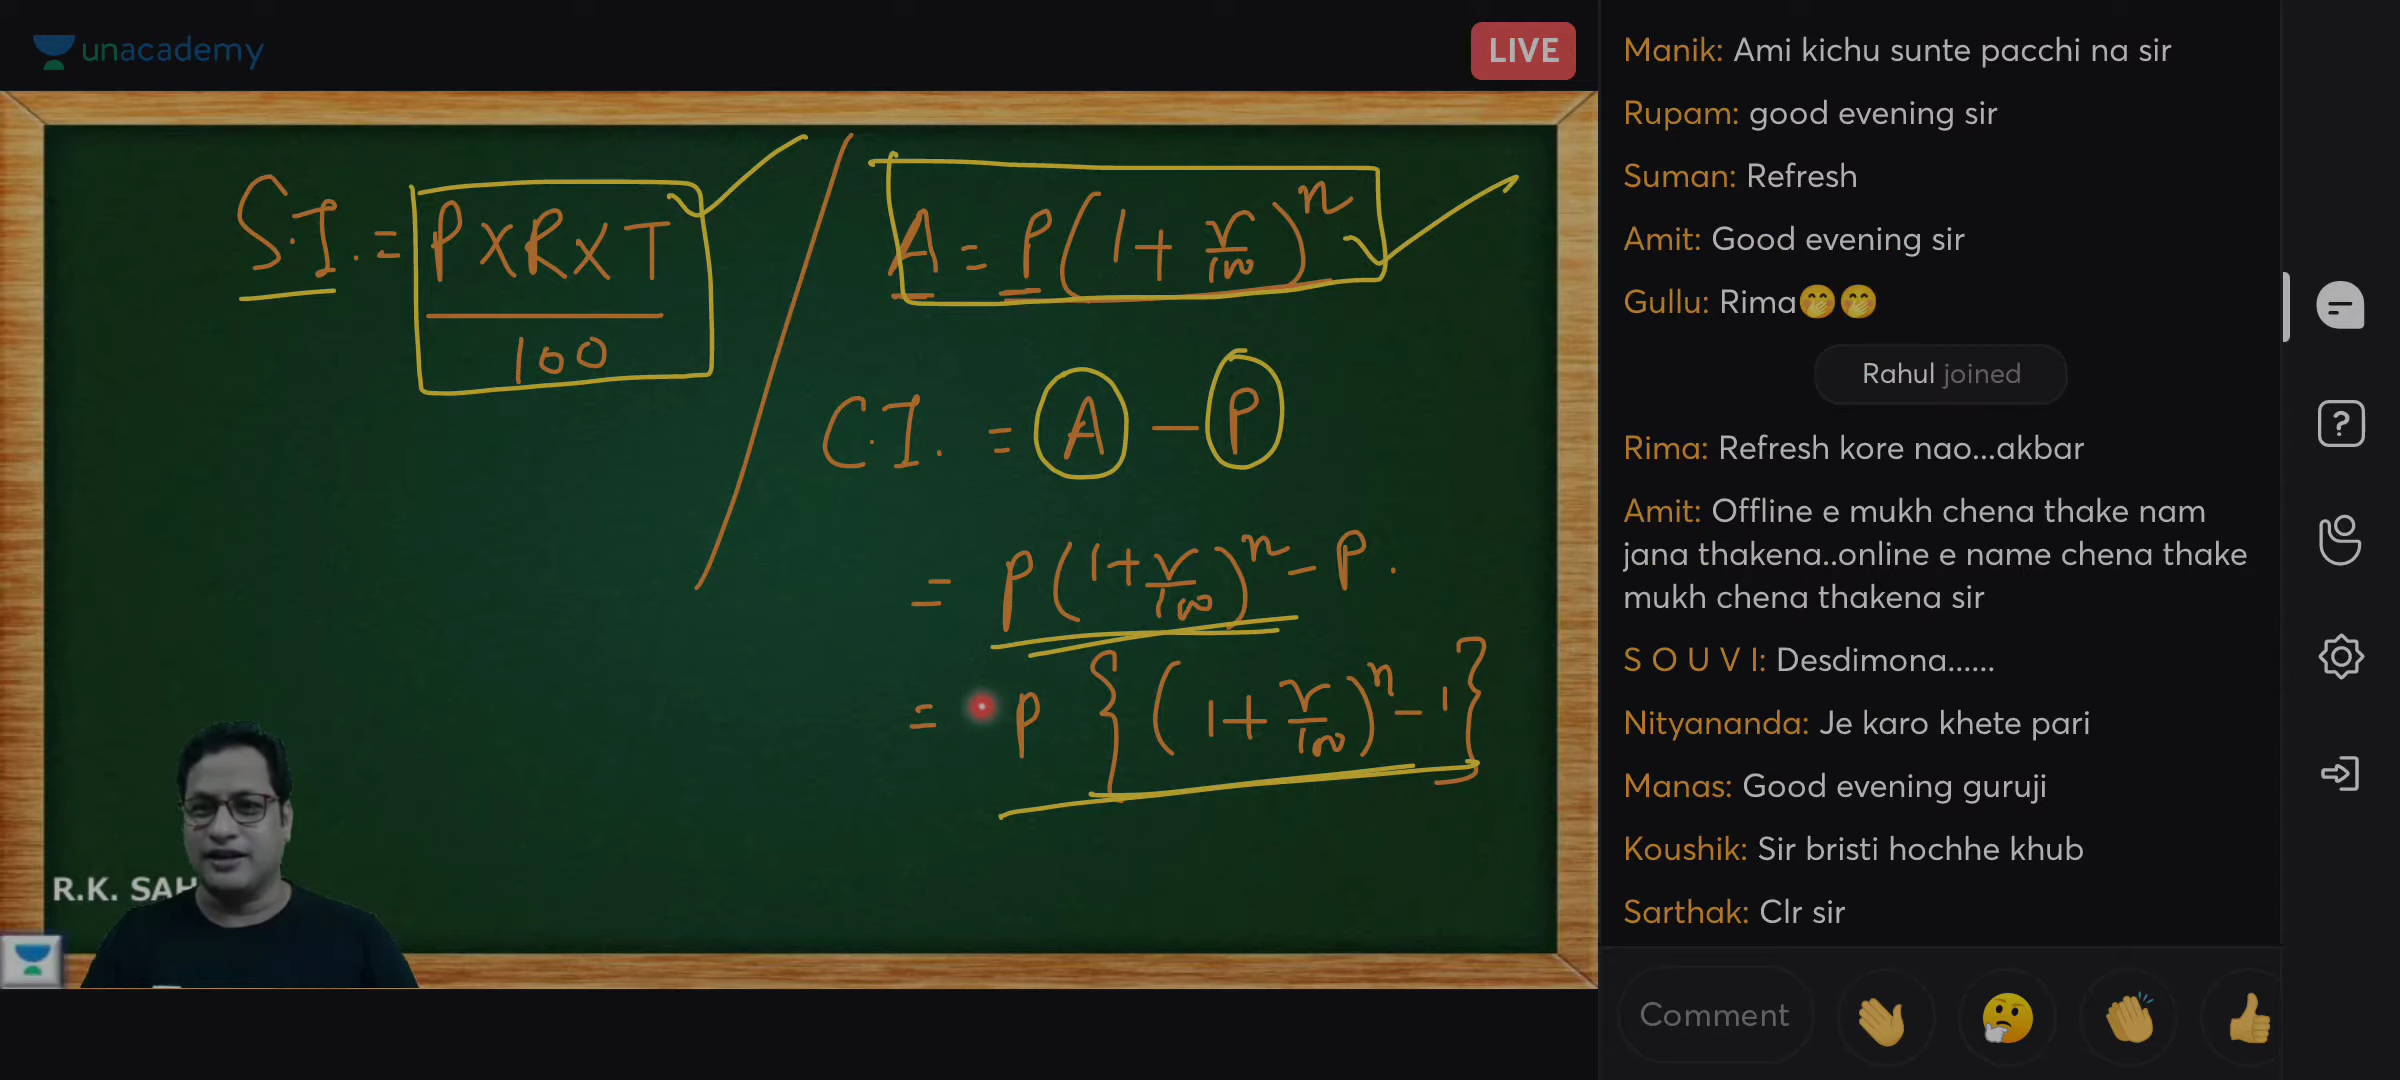 unacademy
LIVE
S.I. = P X R X T / 100
A = P(1 + r/100)^n
C.I. = A - P
= P(1 + r/100)^n - P.
= P {(1 + r/100)^n - 1}
R.K. SAH
Manik: Ami kichu sunte pacchi na sir
Rupam: good evening sir
Suman: Refresh
Amit: Good evening sir
Gullu: Rima🤭🤭
Rahul joined
Rima: Refresh kore nao...akbar
Amit: Offline e mukh chena thake nam
jana thakena..online e name chena thake
mukh chena thakena sir
S O U V I: Desdimona......
Nityananda: Je karo khete pari
Manas: Good evening guruji
Koushik: Sir bristi hochhe khub
Sarthak: Clr sir
Comment